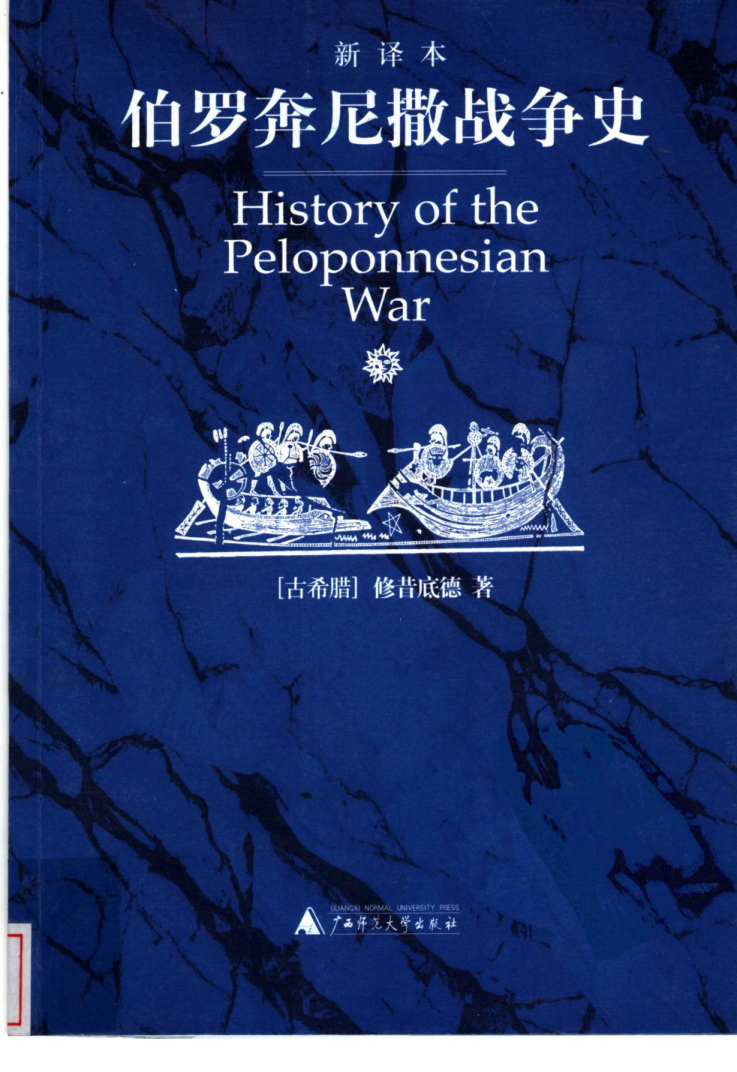 新译本
伯罗奔尼撒战争史
History of the
Peloponnesian
War
[古希腊] 修昔底德 著
GUANGXI NORMAL UNIVERSITY PRESS
广西师范大学出版社